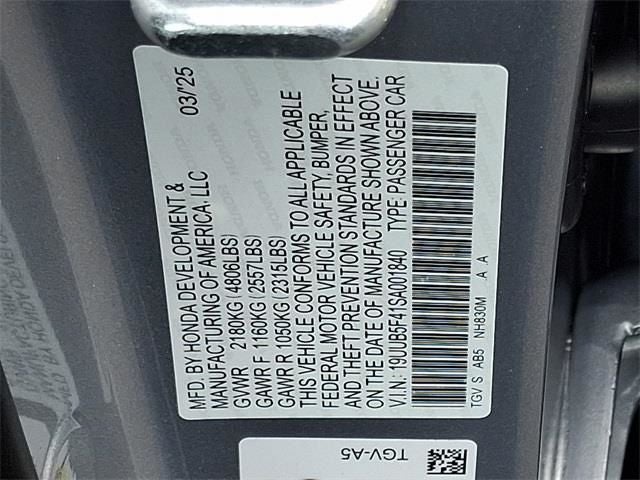 MFD. BY HONDA DEVELOPMENT & 03/25
MANUFACTURING OF AMERICA, LLC
GVWR 2180KG (4806LBS)
GAWR F 1160KG (2557LBS)
GAWR R 1050KG (2315LBS)
THIS VEHICLE CONFORMS TO ALL APPLICABLE
FEDERAL MOTOR VEHICLE SAFETY, BUMPER,
AND THEFT PREVENTION STANDARDS IN EFFECT
ON THE DATE OF MANUFACTURE SHOWN ABOVE.
V.I.N: 19UUB5F41SA001840 TYPE: PASSENGER CAR
TGV S AB5 NH830M A A
TGV-A5